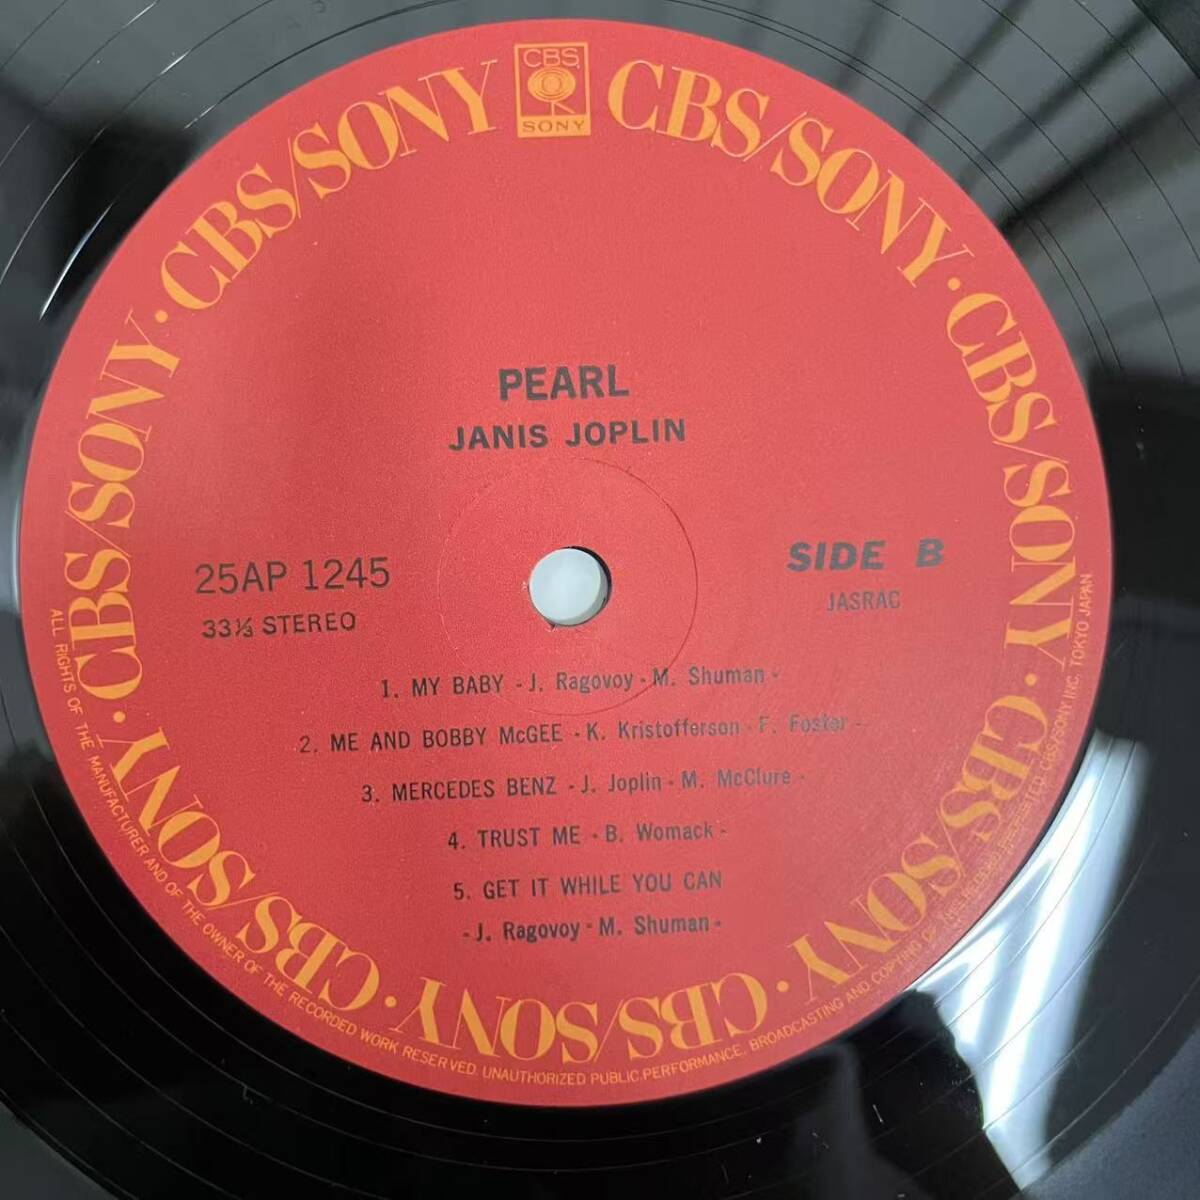 CBS
SONY
CBS/SONY · CBS/SONY · CBS/SONY · CBS/SONY · CBS/SONY · CBS/SONY · CBS/SONY · CBS/SONY · CBS/SONY
PEARL
JANIS JOPLIN
25AP 1245
33⅓ STEREO
SIDE B
JASRAC
1. MY BABY - J. Ragovoy - M. Shuman -
2. ME AND BOBBY McGEE - K. Kristofferson - F. Foster -
3. MERCEDES BENZ - J. Joplin - M. McClure -
4. TRUST ME - B. Womack -
5. GET IT WHILE YOU CAN
- J. Ragovoy - M. Shuman -
ALL RIGHTS OF THE MANUFACTURER AND OF THE OWNER OF THE RECORDED WORK RESERVED. UNAUTHORIZED PUBLIC PERFORMANCE, BROADCASTING AND COPYING OF THIS RECORD PROHIBITED. CBS/SONY INC. TOKYO JAPAN